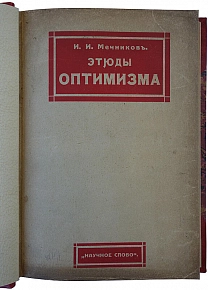 И. И. Мечниковъ.
ЭТЮДЫ
ОПТИМИЗМА
„НАУЧНОЕ СЛОВО".